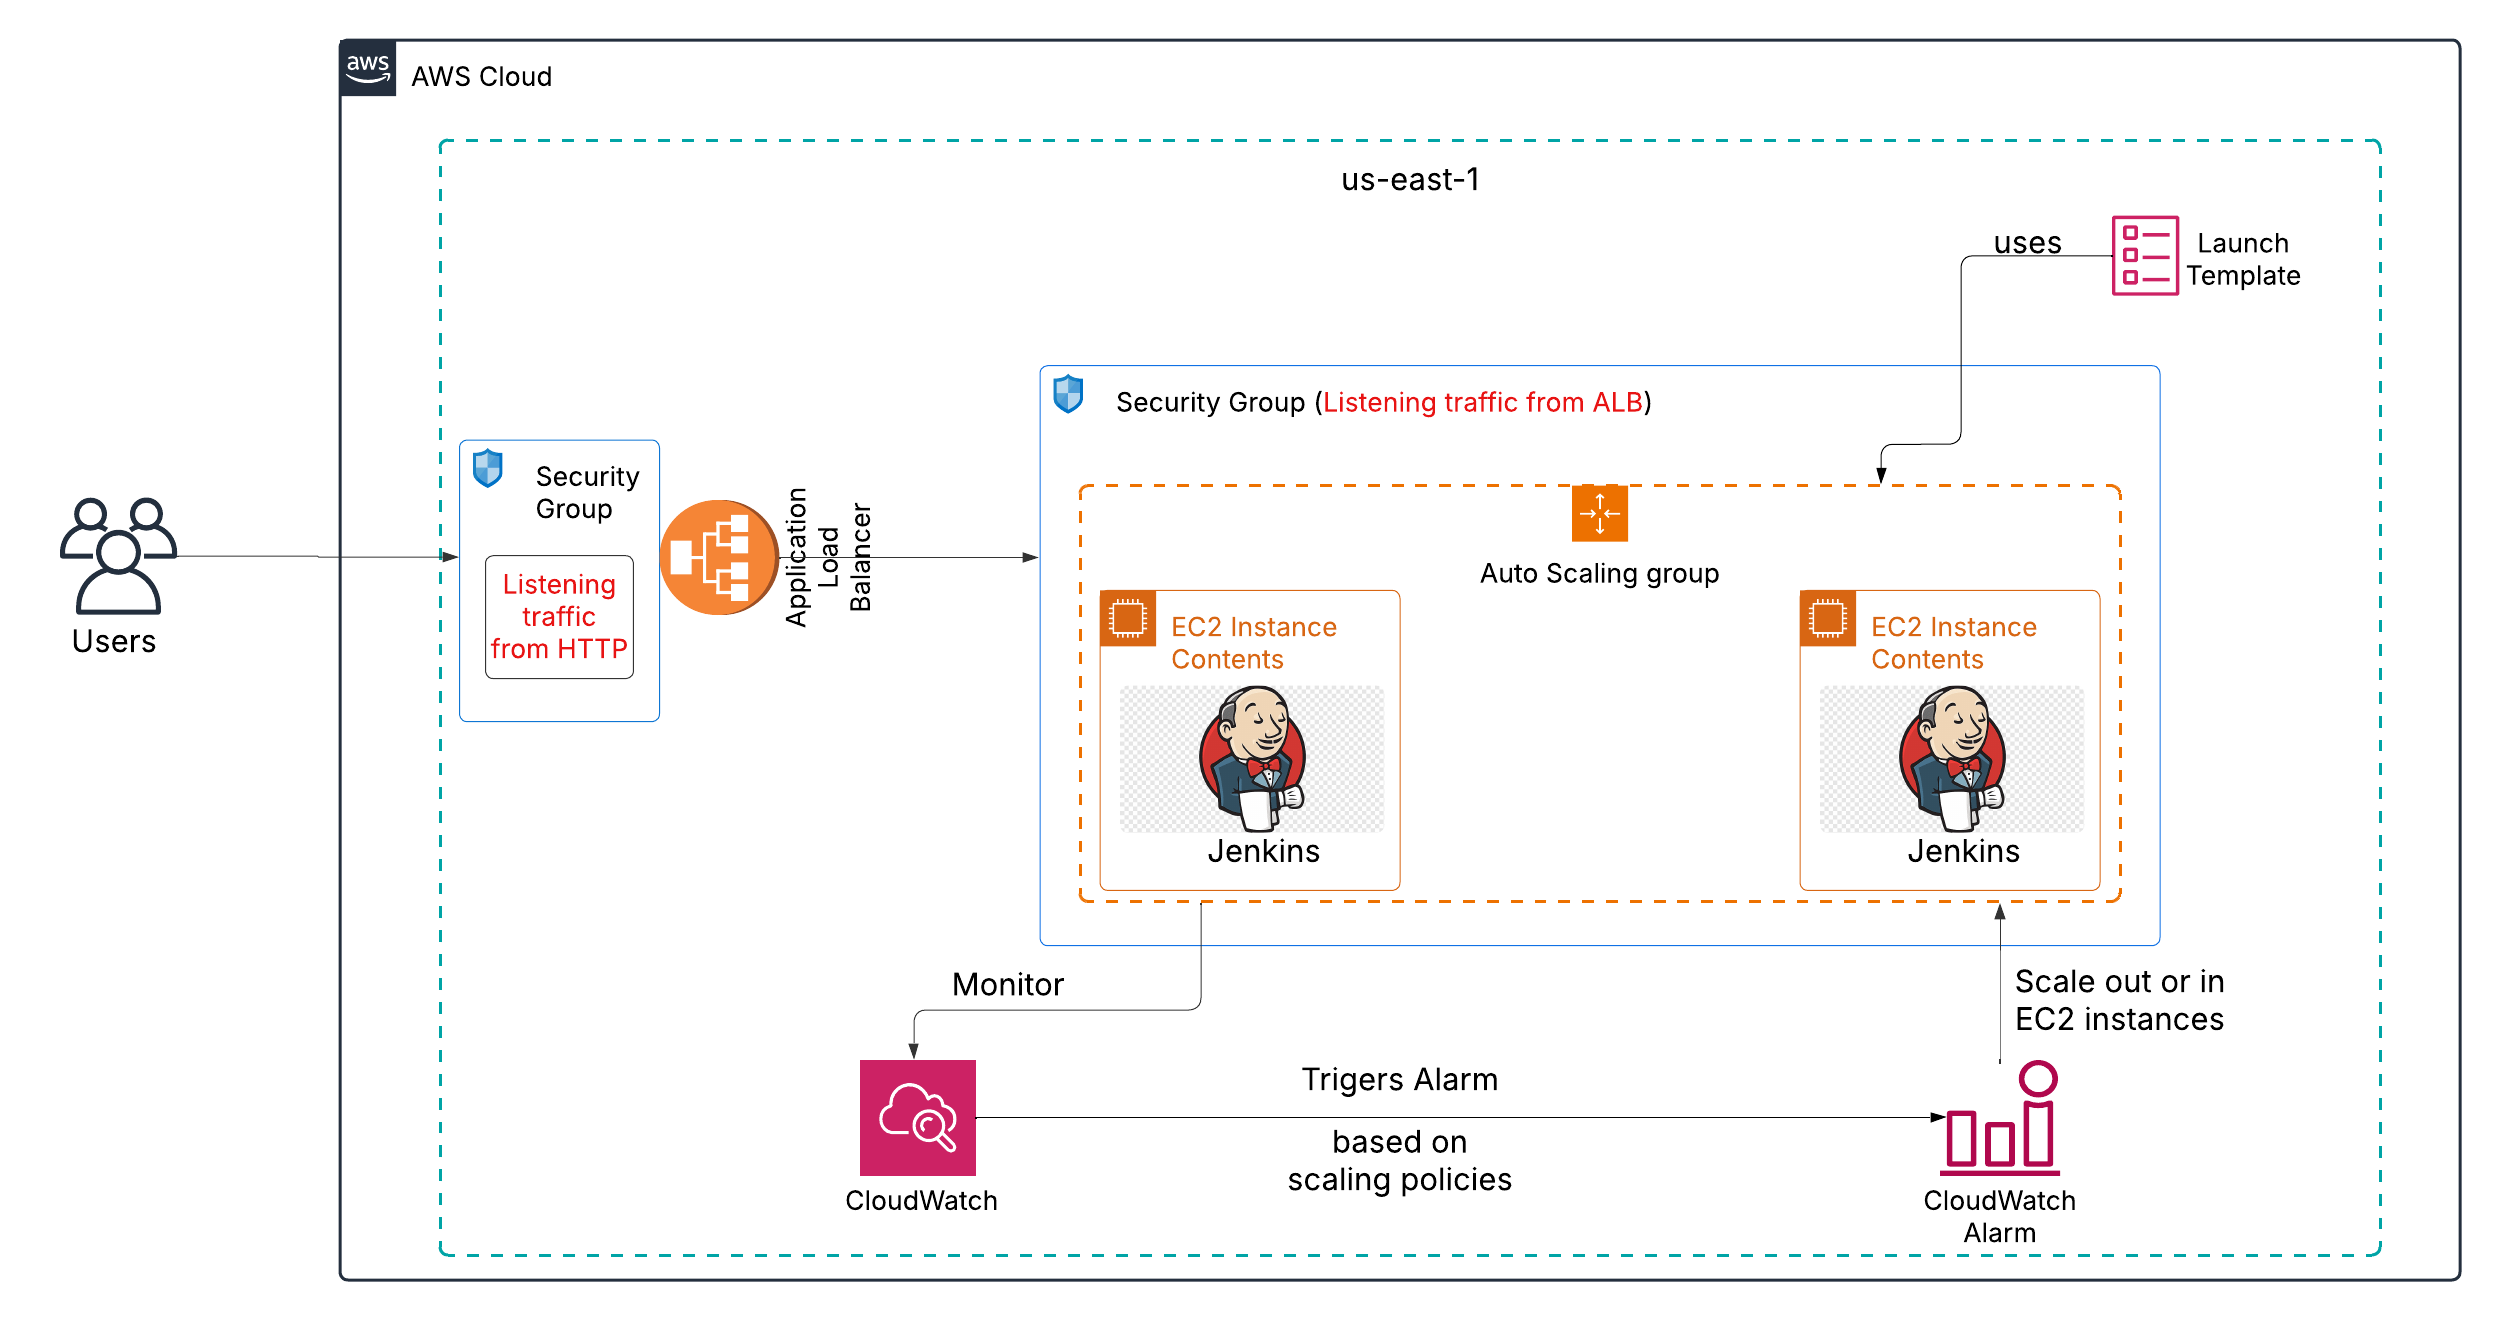 aws
AWS Cloud
us-east-1
uses
Launch
Template
Security Group (Listening traffic from ALB)
Security
Group
Listening
traffic
from HTTP
Application
Load
Balancer
Users
Auto Scaling group
EC2 Instance
Contents
Jenkins
EC2 Instance
Contents
Jenkins
Monitor
Scale out or in
EC2 instances
Trigers Alarm
based on
scaling policies
CloudWatch
CloudWatch
Alarm